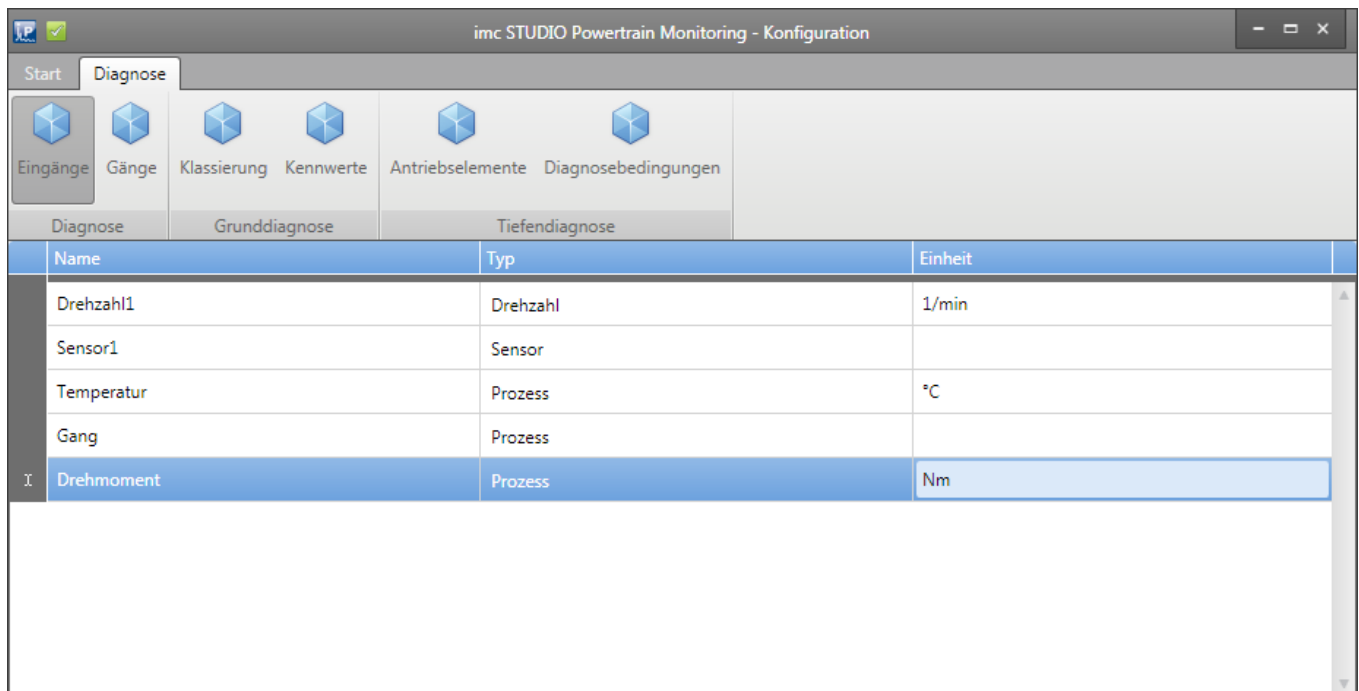 imc STUDIO Powertrain Monitoring - Konfiguration
Start Diagnose
Eingänge Gänge Klassierung Kennwerte Antriebselemente Diagnosebedingungen
Diagnose Grunddiagnose Tiefendiagnose
Name Typ Einheit
Drehzahl1 Drehzahl 1/min
Sensor1 Sensor
Temperatur Prozess °C
Gang Prozess
Drehmoment Prozess Nm